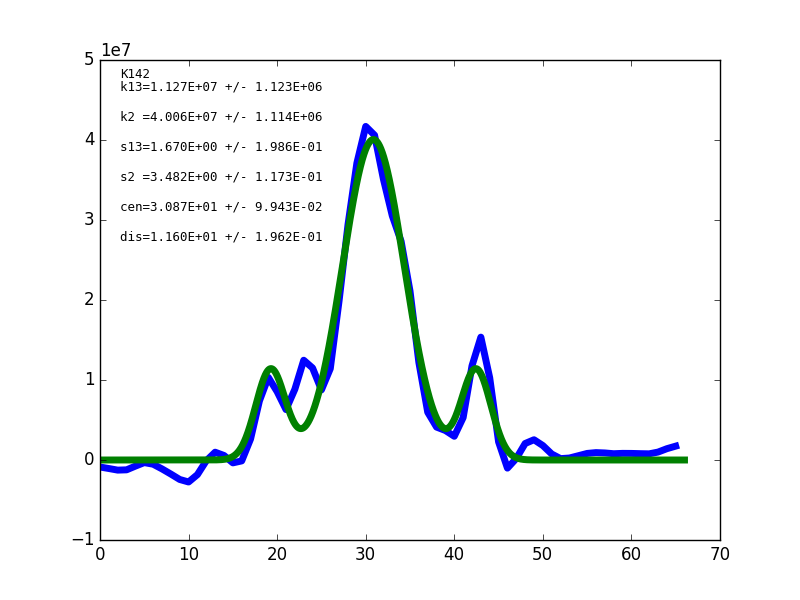 1e7
K142
k13=1.127E+07 +/- 1.123E+06
k2 =4.006E+07 +/- 1.114E+06
s13=1.670E+00 +/- 1.986E-01
s2 =3.482E+00 +/- 1.173E-01
cen=3.087E+01 +/- 9.943E-02
dis=1.160E+01 +/- 1.962E-01
5
4
3
2
1
0
−1
0 10 20 30 40 50 60 70